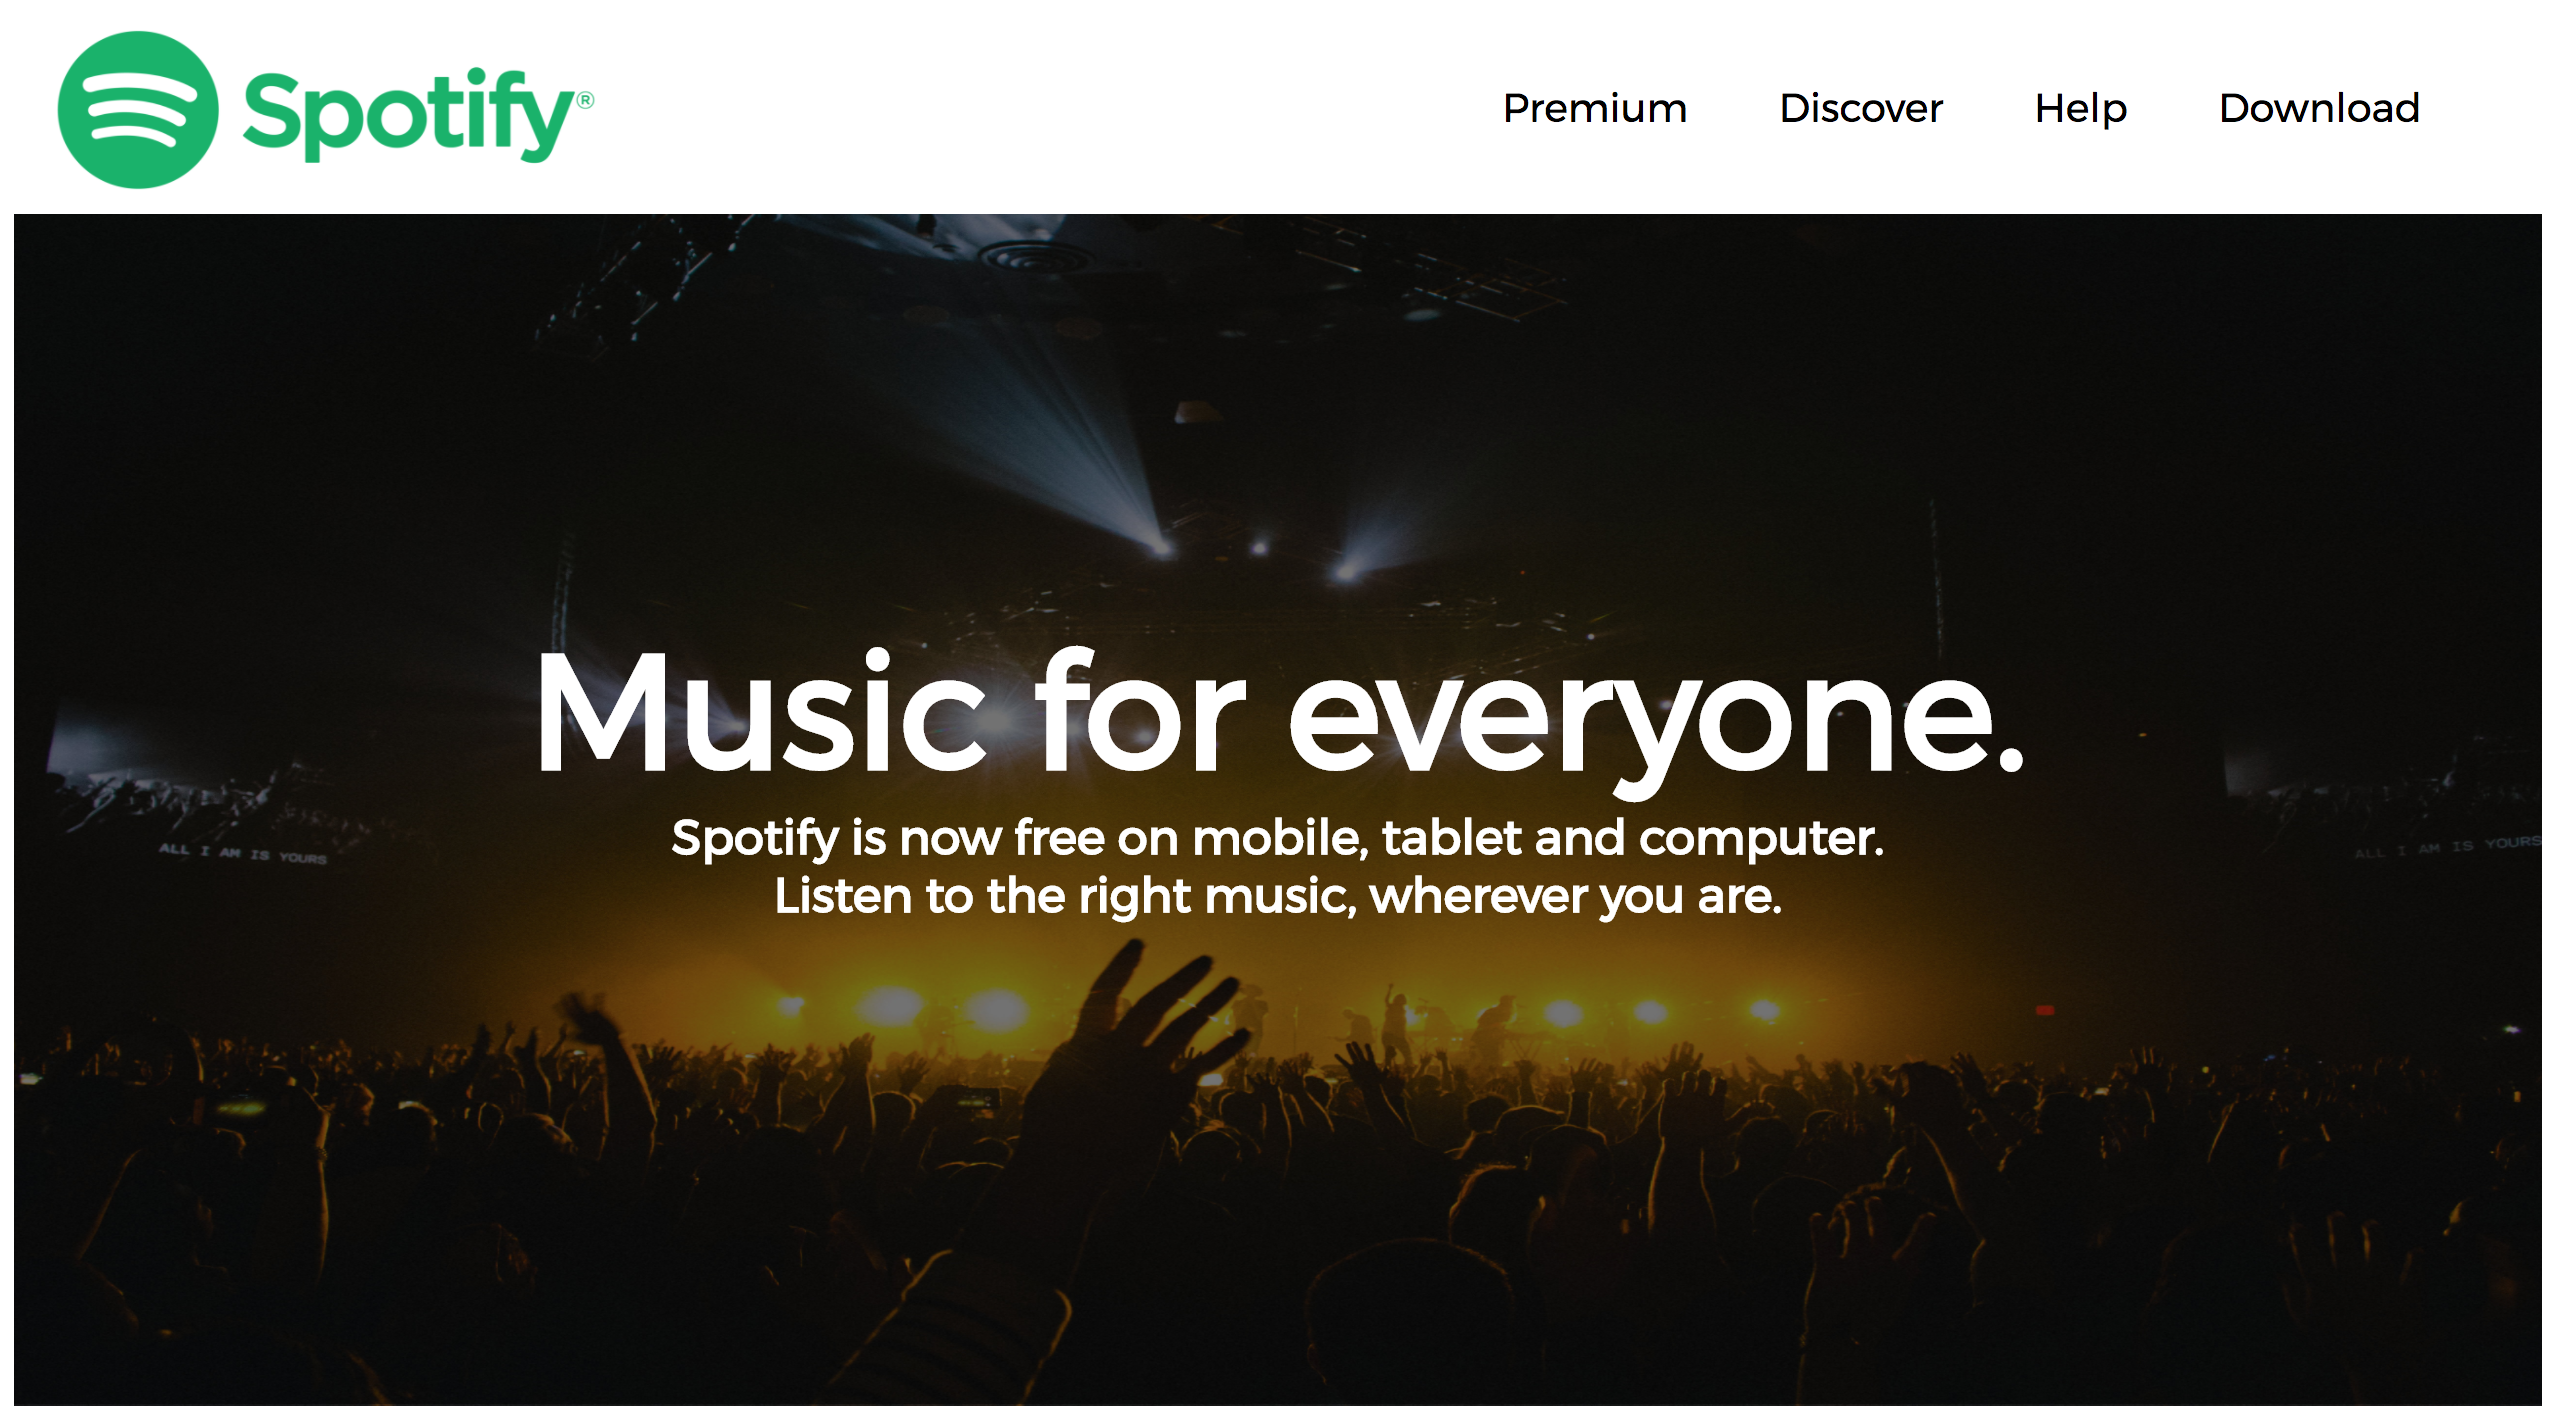 Spotify®
Premium Discover Help Download
Music for everyone.
Spotify is now free on mobile, tablet and computer.
Listen to the right music, wherever you are.
ALL I AM IS YOURS
ALL I AM IS YOURS